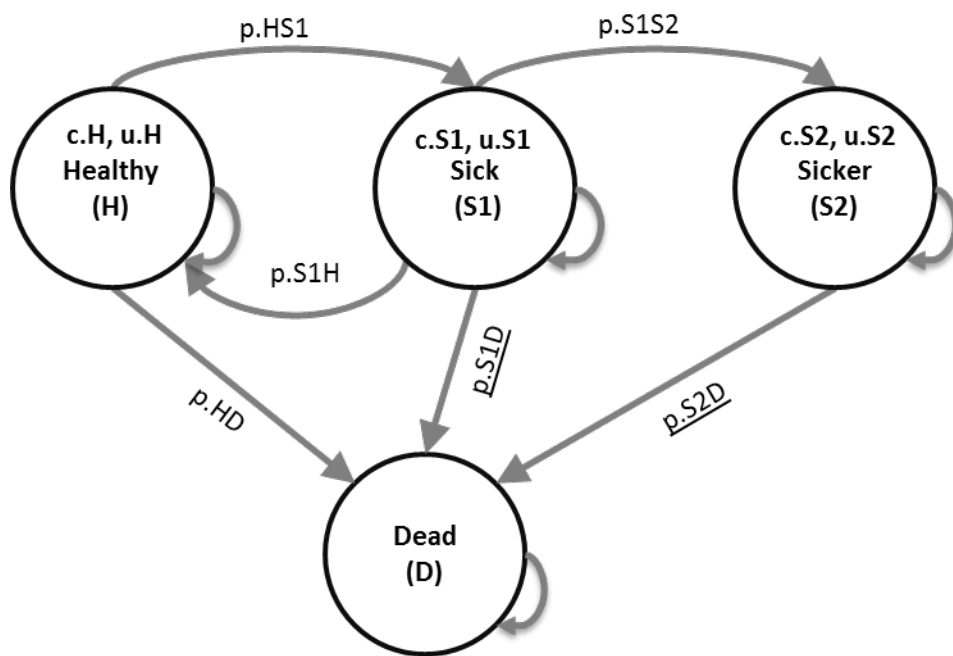 p.HS1
p.S1S2
c.H, u.H
Healthy
(H)
c.S1, u.S1
Sick
(S1)
c.S2, u.S2
Sicker
(S2)
p.S1H
p.HD
p.S1D
p.S2D
Dead
(D)